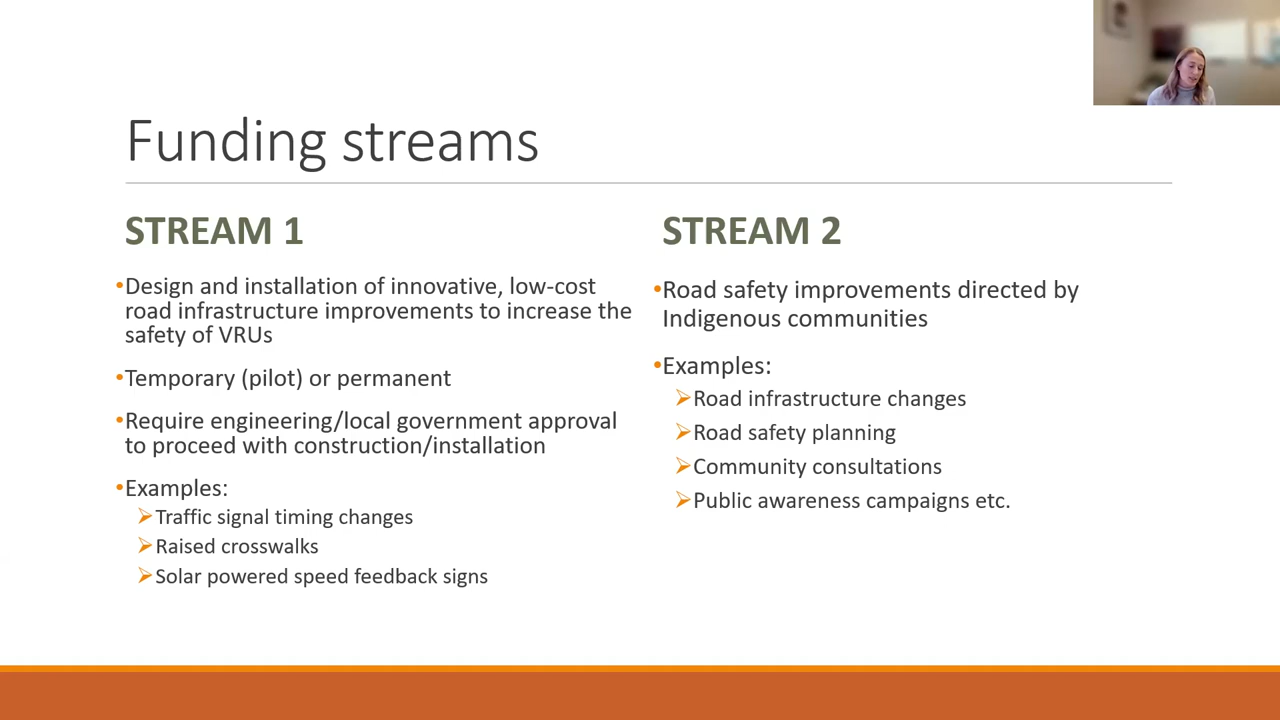 Funding streams
STREAM 1
•Design and installation of innovative, low-cost
road infrastructure improvements to increase the
safety of VRUs
•Temporary (pilot) or permanent
•Require engineering/local government approval
to proceed with construction/installation
•Examples:
➢Traffic signal timing changes
➢Raised crosswalks
➢Solar powered speed feedback signs
STREAM 2
•Road safety improvements directed by
Indigenous communities
•Examples:
➢Road infrastructure changes
➢Road safety planning
➢Community consultations
➢Public awareness campaigns etc.